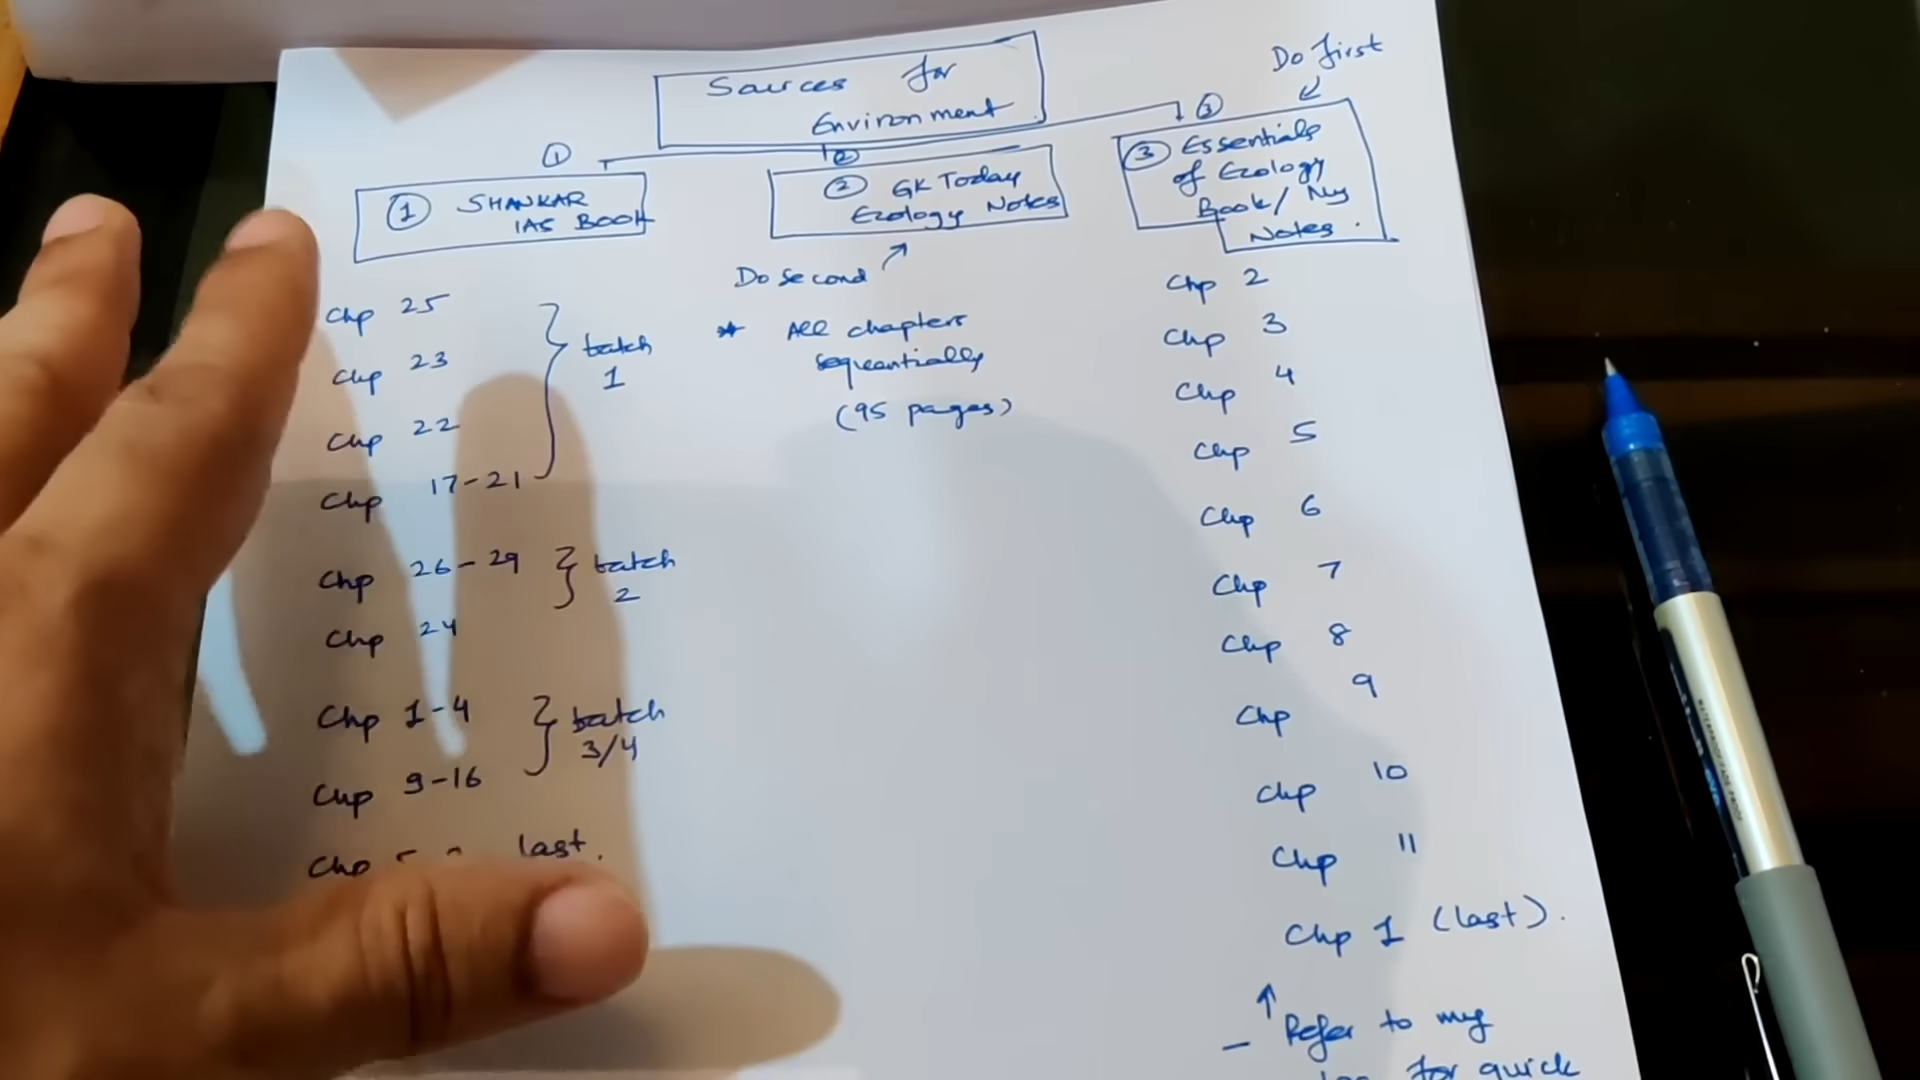 Sources for
Environment
Do first
①
②
③
① SHANKAR
IAS BOOK
Chp 25
Chp 23
Chp 22
Chp 17-21
batch
1
Chp 26-29
Chp 24
batch
2
Chp 1-4
Chp 9-16
batch
3/4
Chp last.
② GK Today
Ecology Notes
Do second
* All chapters
sequentially
(95 pages)
③ Essentials
of Ecology
Book/ My
Notes.
Chp 2
Chp 3
Chp 4
Chp 5
Chp 6
Chp 7
Chp 8
Chp 9
Chp 10
Chp 11
Chp 1 (last).
- Refer to my
for quick